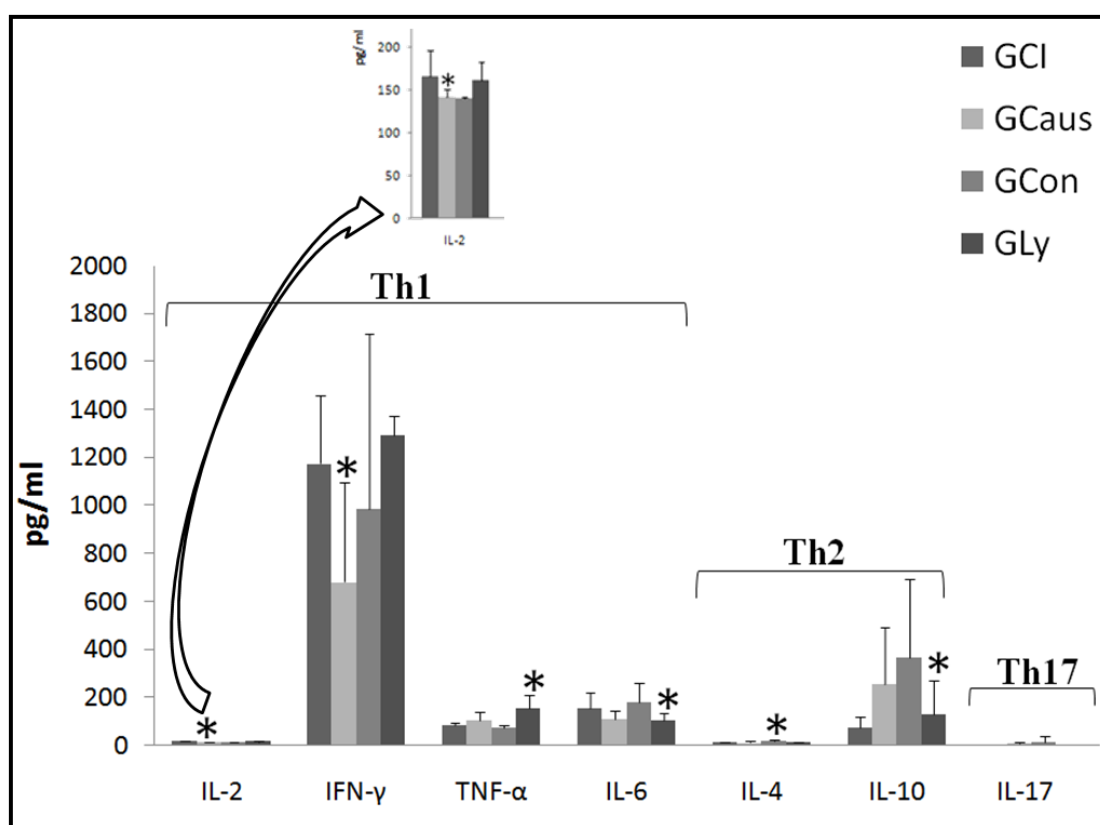 pg/ml
200
150
100
50
0
*
IL-2
GCI
GCaus
GCon
GLy
2000
1800
1600
1400
1200
1000
800
600
400
200
0
pg/ml
Th1
Th2
Th17
* * * * * *
IL-2 IFN-γ TNF-α IL-6 IL-4 IL-10 IL-17